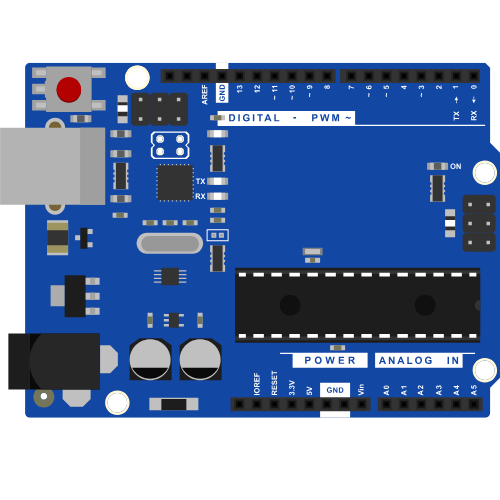 AREF
GND
13
12
~ 11
~ 10
~ 9
8
7
~ 6
~ 5
4
~ 3
2
TX → 1
RX ← 0
DIGITAL - PWM ~
ON
TX
RX
POWER
ANALOG IN
IOREF
RESET
3.3V
5V
GND
Vin
A0
A1
A2
A3
A4
A5